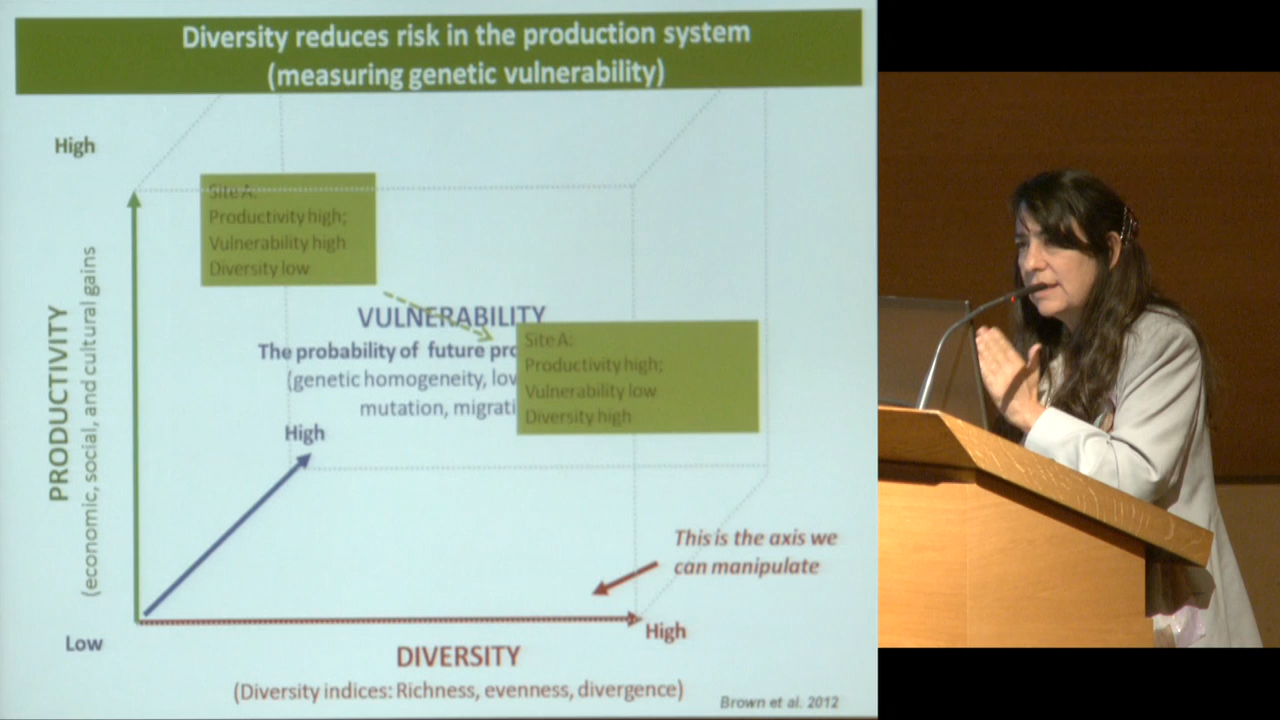 Diversity reduces risk in the production system
(measuring genetic vulnerability)
High
Site A:
Productivity high;
Vulnerability high
Diversity low
VULNERABILITY
The probability of future
(genetic homogeneity,
mutation,
Site A:
Productivity high;
Vulnerability low
Diversity high
High
PRODUCTIVITY
(economic, social, and cultural gains
This is the axis we
can manipulate
Low
High
DIVERSITY
(Diversity indices: Richness, evenness, divergence)
Brown et al. 2012